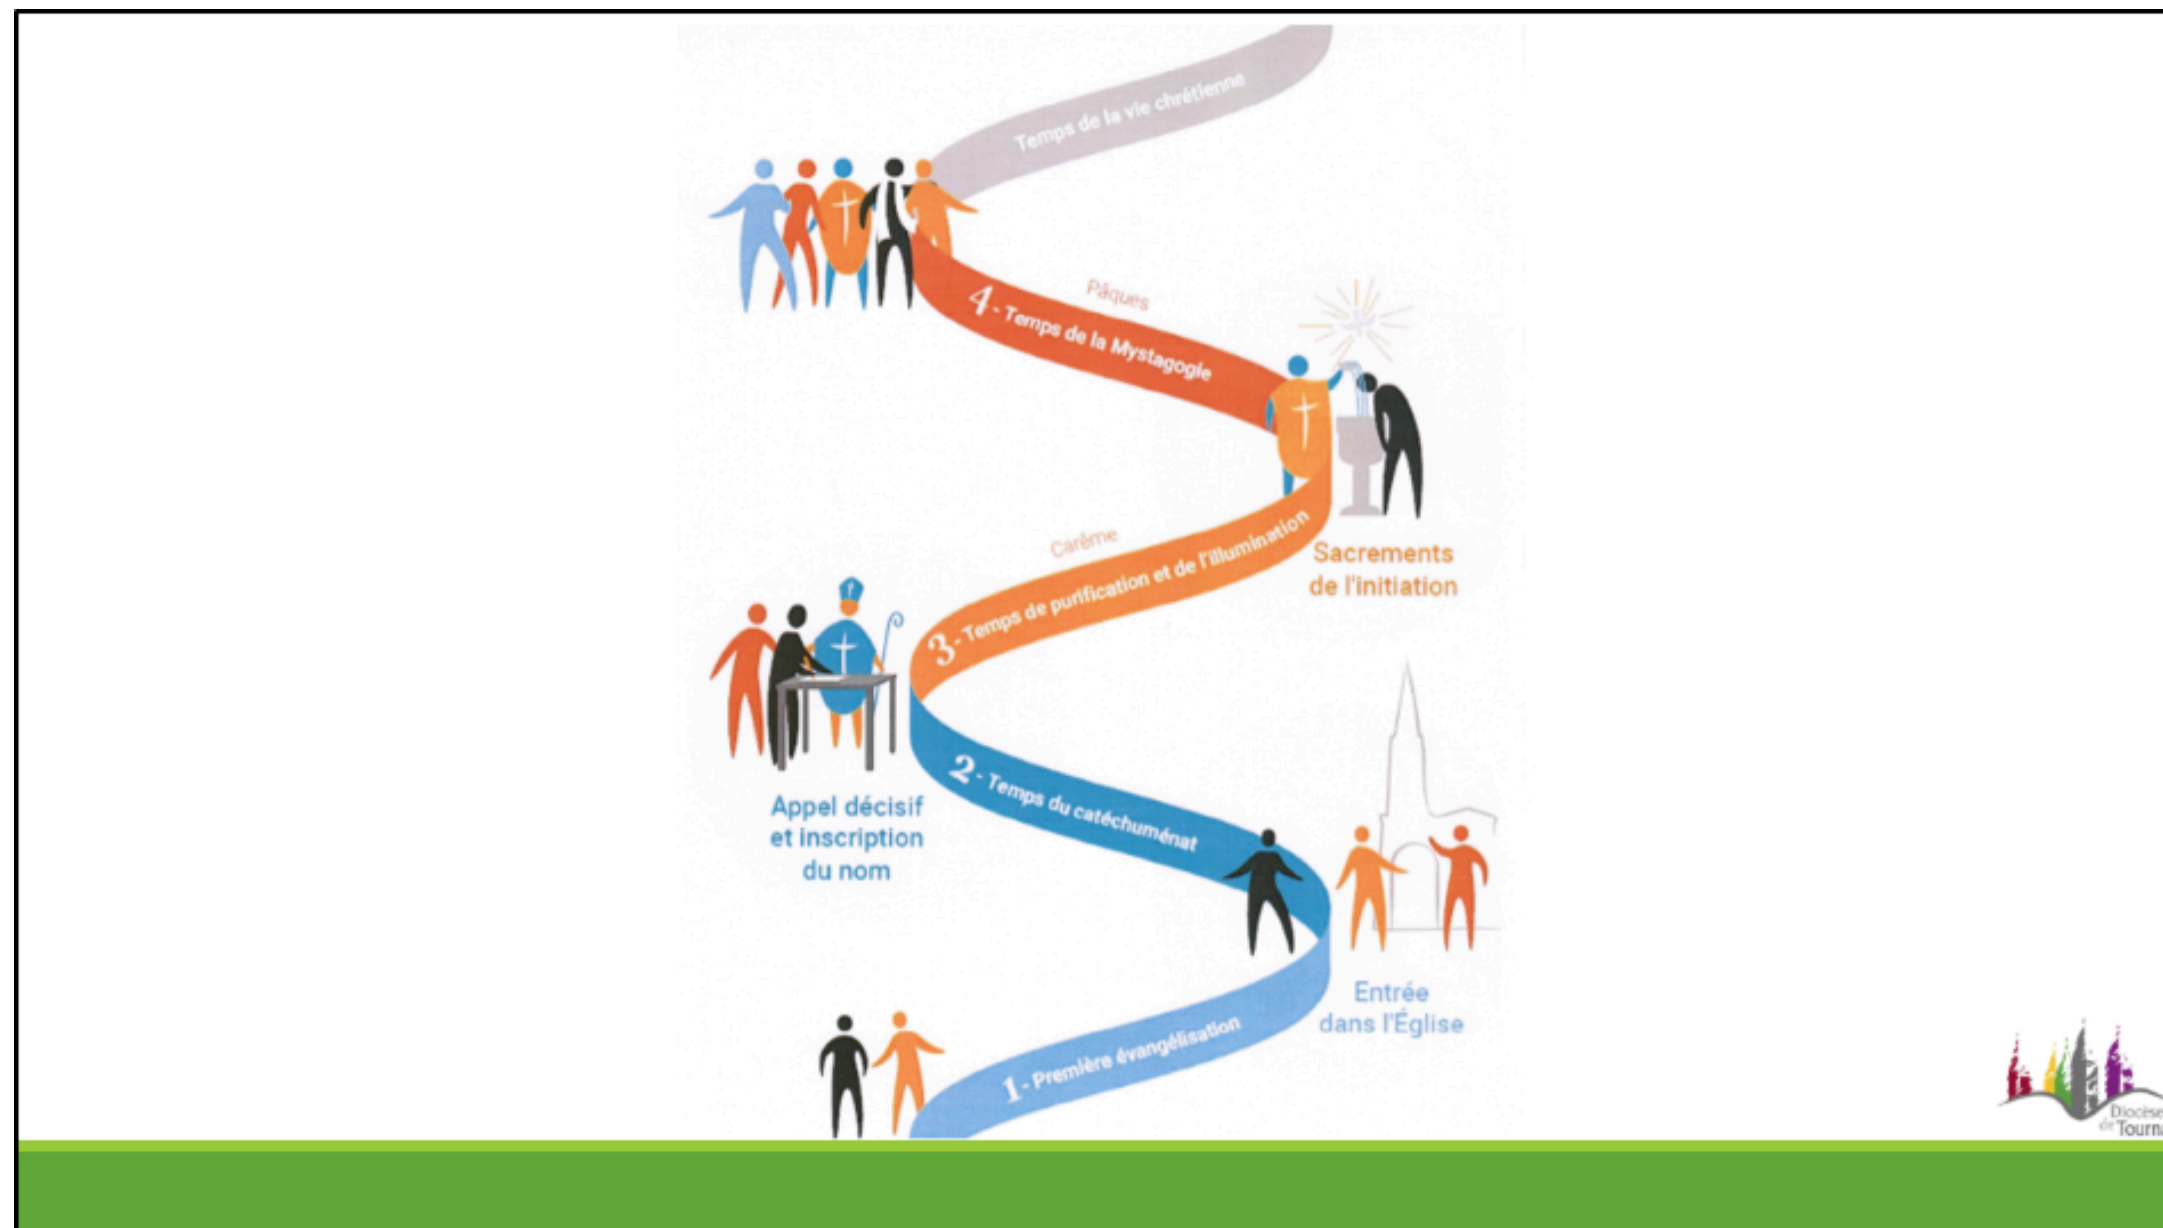 Temps de la vie chrétienne
Pâques
4 - Temps de la Mystagogie
Carême
3 - Temps de purification et de l'illumination
Sacrements
de l'initiation
2 - Temps du catéchuménat
Appel décisif
et inscription
du nom
Entrée
dans l'Église
1 - Première évangélisation
Diocèse
de Tourna